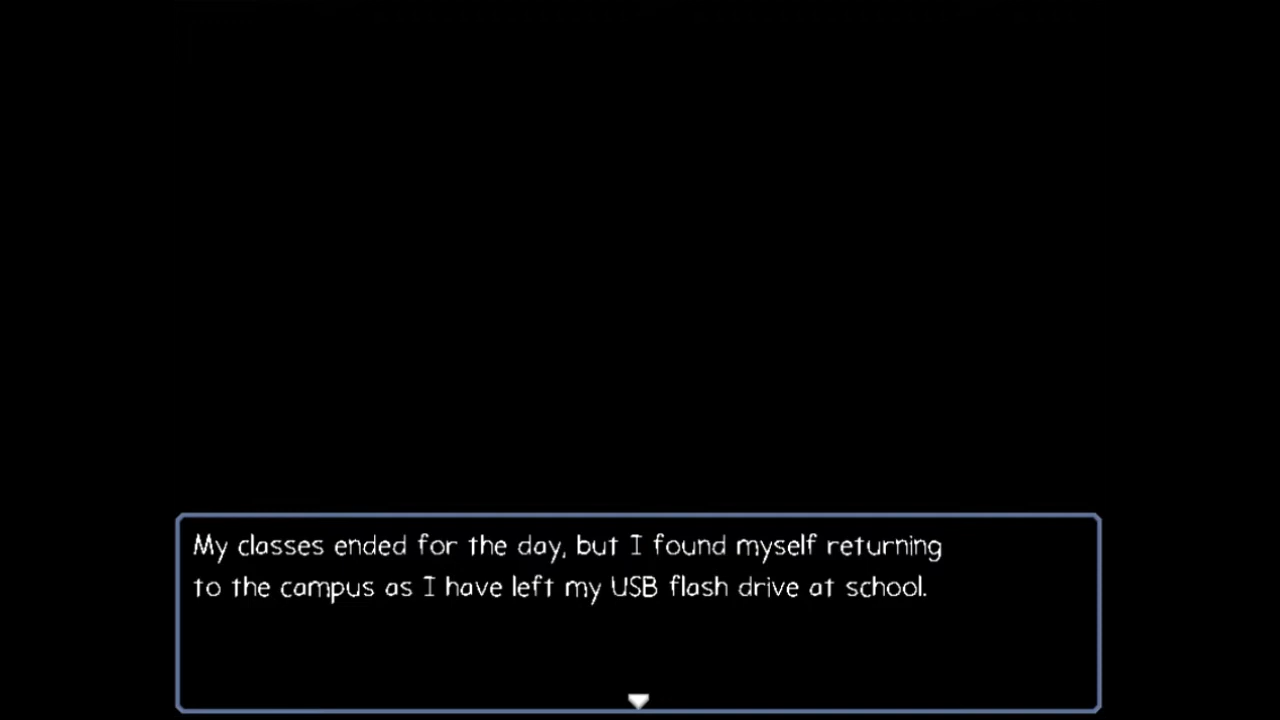 My classes ended for the day, but I found myself returning
to the campus as I have left my USB flash drive at school.